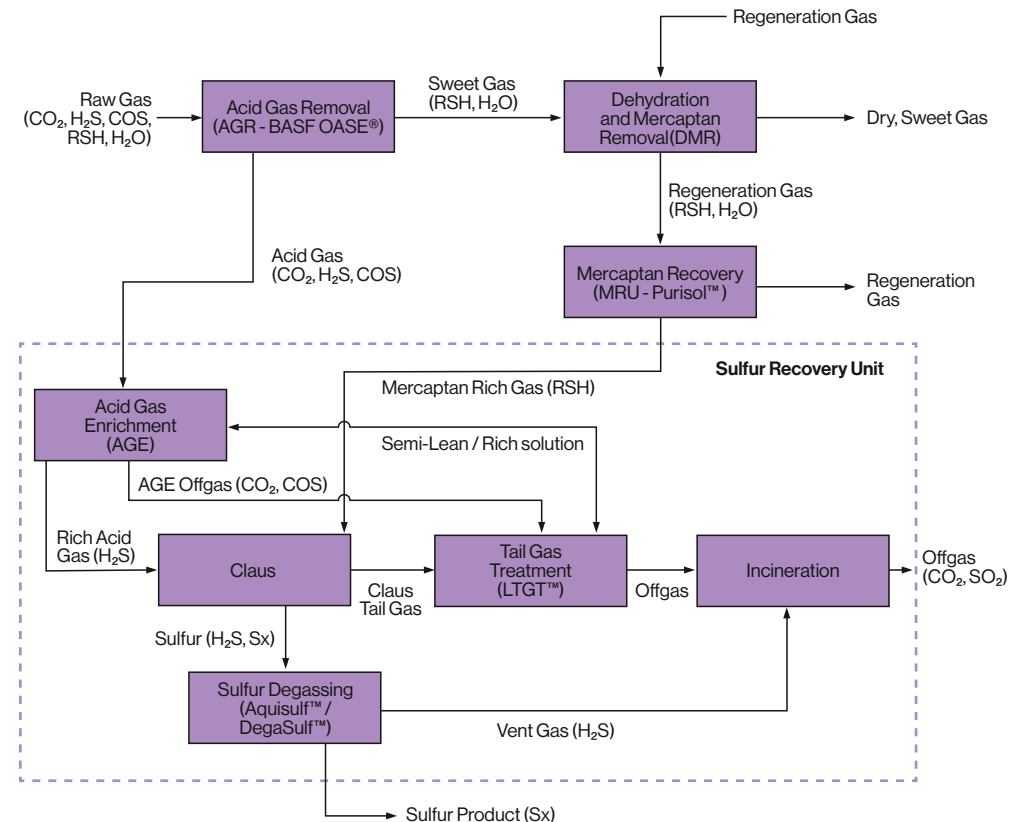 Regeneration Gas
Raw Gas
(CO₂, H₂S, COS,
RSH, H₂O)
Acid Gas Removal
(AGR - BASF OASE®)
Sweet Gas
(RSH, H₂O)
Dehydration
and Mercaptan
Removal(DMR)
Dry, Sweet Gas
Regeneration Gas
(RSH, H₂O)
Acid Gas
(CO₂, H₂S, COS)
Mercaptan Recovery
(MRU - Purisol™)
Regeneration
Gas
Sulfur Recovery Unit
Mercaptan Rich Gas (RSH)
Acid Gas
Enrichment
(AGE)
Semi-Lean / Rich solution
AGE Offgas (CO₂, COS)
Rich Acid
Gas (H₂S)
Claus
Claus
Tail Gas
Tail Gas
Treatment
(LTGT™)
Offgas
Incineration
Offgas
(CO₂, SO₂)
Sulfur (H₂S, Sx)
Sulfur Degassing
(Aquisulf™ /
DegaSulf™)
Vent Gas (H₂S)
Sulfur Product (Sx)